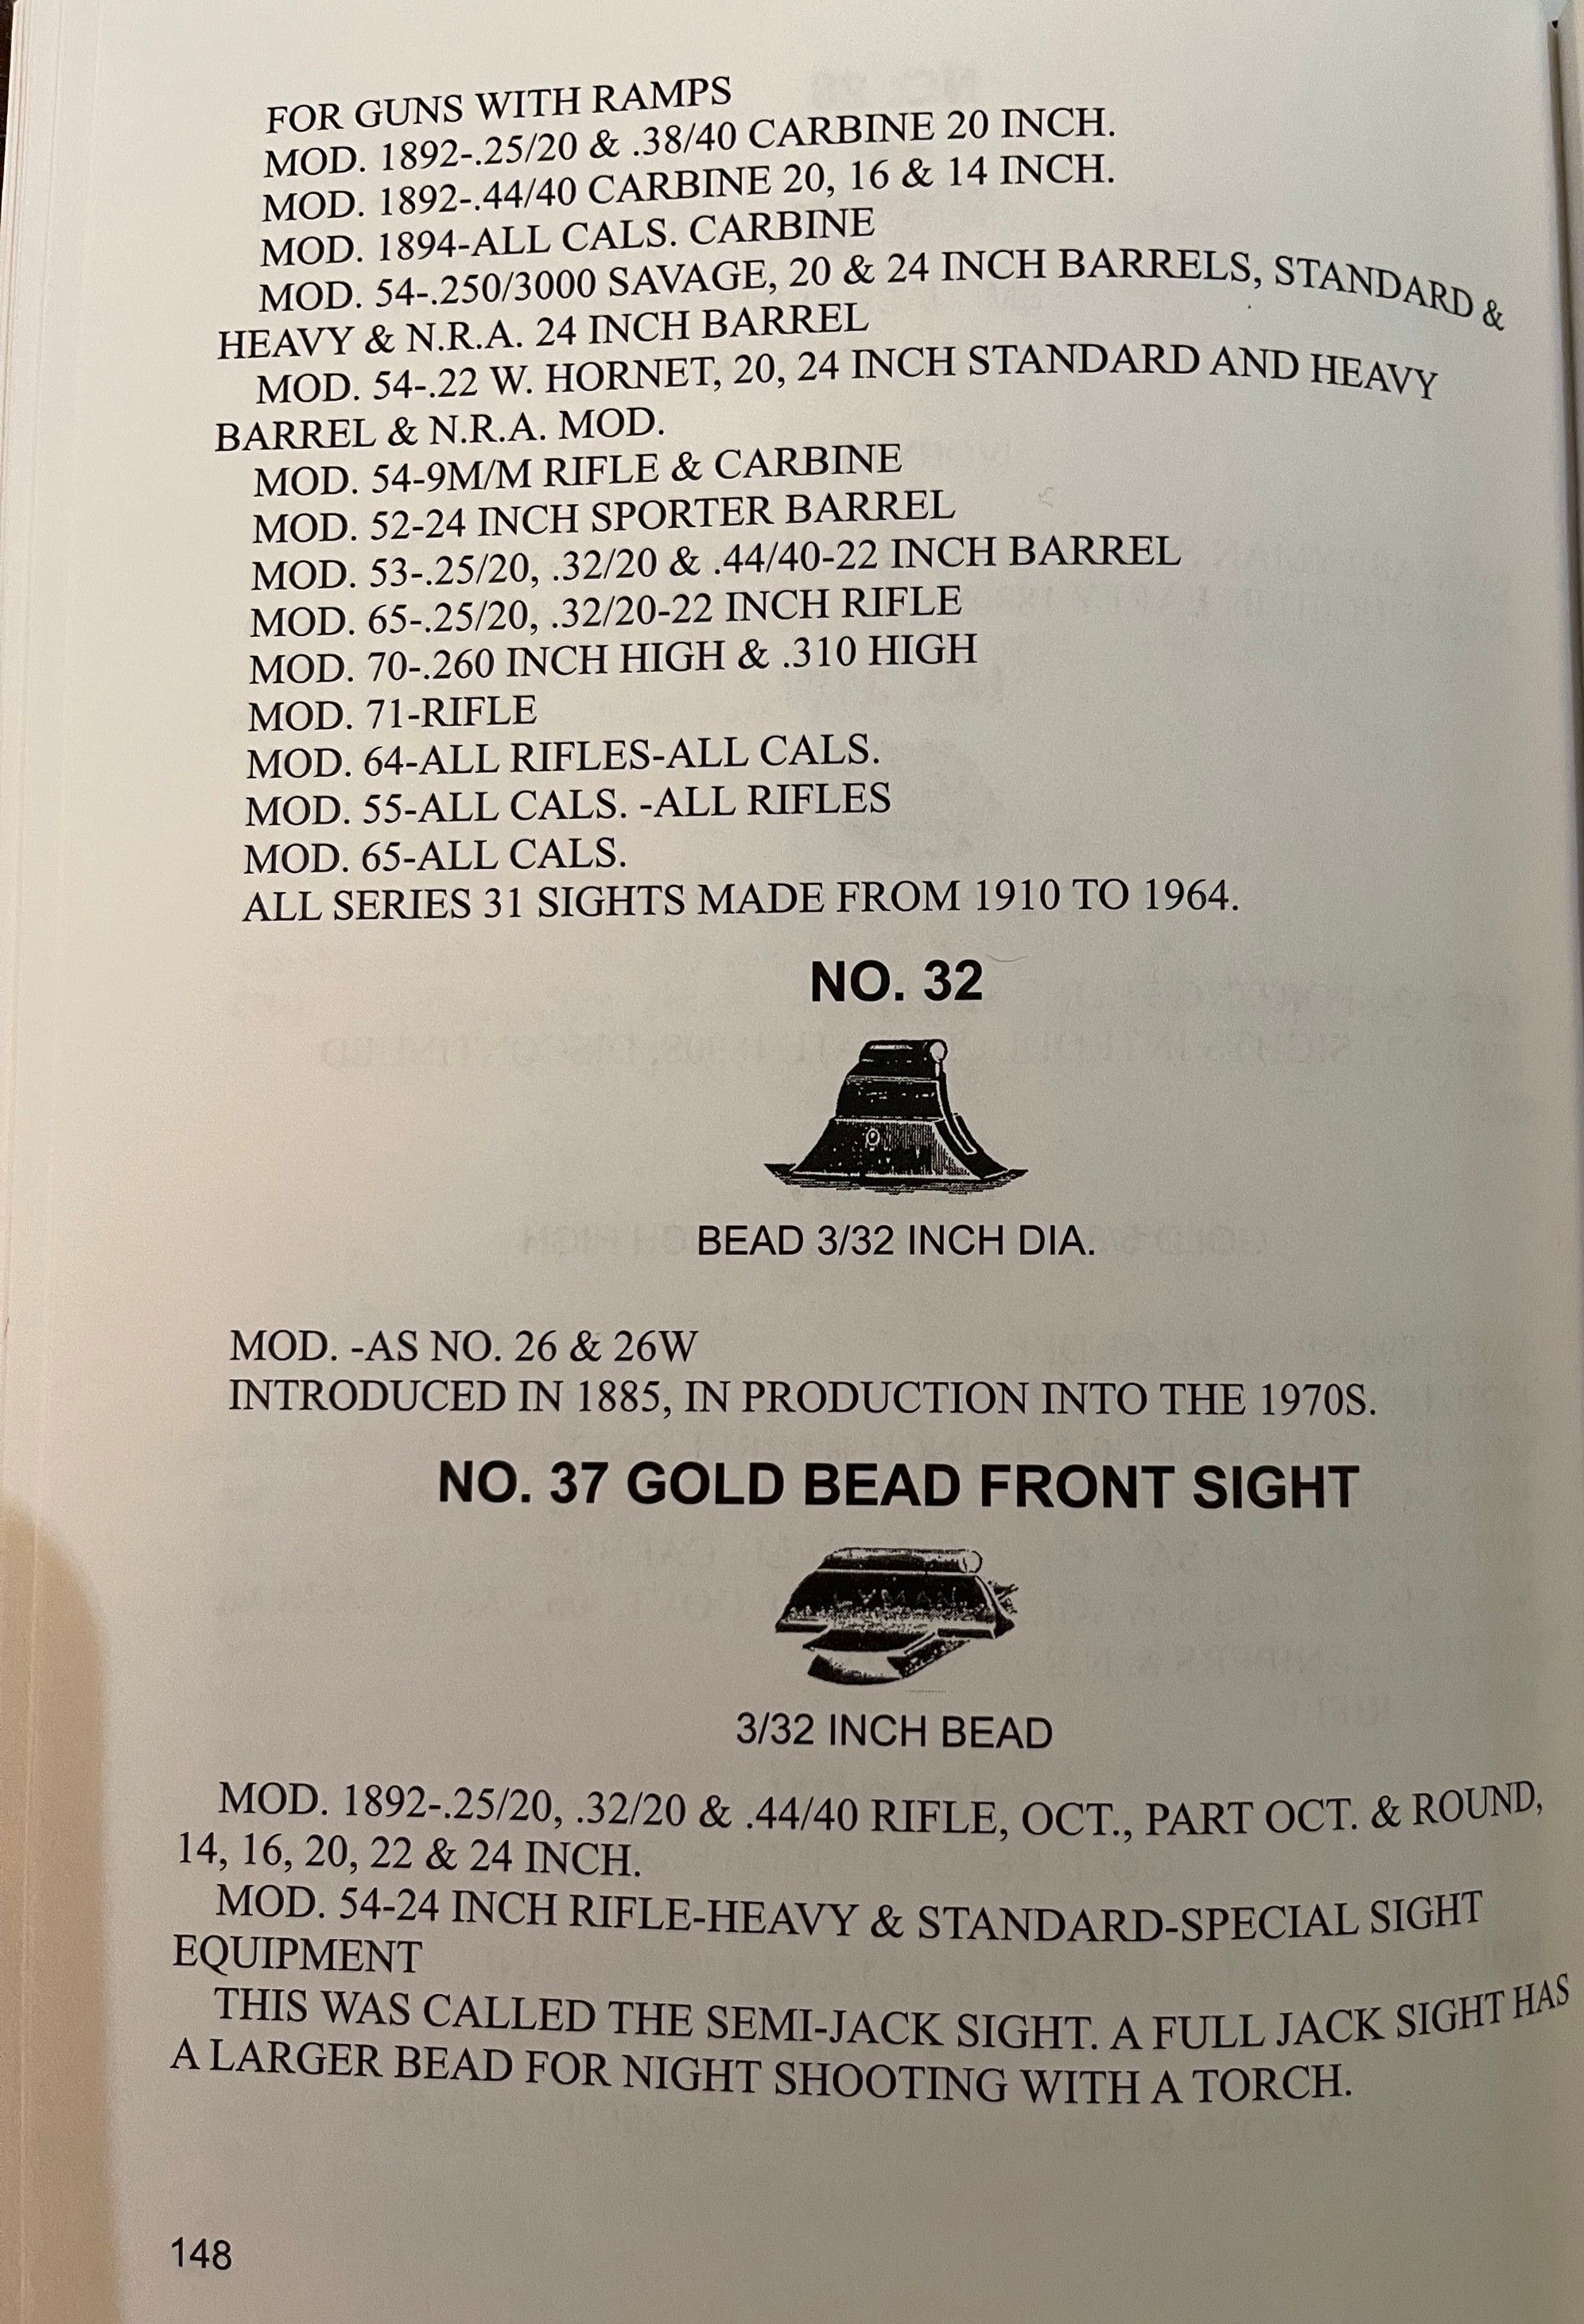 FOR GUNS WITH RAMPS
MOD. 1892-.25/20 & .38/40 CARBINE 20 INCH.
MOD. 1892-.44/40 CARBINE 20, 16 & 14 INCH.
MOD. 1894-ALL CALS. CARBINE
MOD. 54-.250/3000 SAVAGE, 20 & 24 INCH BARRELS, STANDARD &
HEAVY & N.R.A. 24 INCH BARREL
MOD. 54-.22 W. HORNET, 20, 24 INCH STANDARD AND HEAVY
BARREL & N.R.A. MOD.
MOD. 54-9M/M RIFLE & CARBINE
MOD. 52-24 INCH SPORTER BARREL
MOD. 53-.25/20, .32/20 & .44/40-22 INCH BARREL
MOD. 65-.25/20, .32/20-22 INCH RIFLE
MOD. 70-.260 INCH HIGH & .310 HIGH
MOD. 71-RIFLE
MOD. 64-ALL RIFLES-ALL CALS.
MOD. 55-ALL CALS. -ALL RIFLES
MOD. 65-ALL CALS.
ALL SERIES 31 SIGHTS MADE FROM 1910 TO 1964.
NO. 32
BEAD 3/32 INCH DIA.
MOD. -AS NO. 26 & 26W
INTRODUCED IN 1885, IN PRODUCTION INTO THE 1970S.
NO. 37 GOLD BEAD FRONT SIGHT
LYMAN
3/32 INCH BEAD
MOD. 1892-.25/20, .32/20 & .44/40 RIFLE, OCT., PART OCT. & ROUND,
14, 16, 20, 22 & 24 INCH.
MOD. 54-24 INCH RIFLE-HEAVY & STANDARD-SPECIAL SIGHT
EQUIPMENT
THIS WAS CALLED THE SEMI-JACK SIGHT. A FULL JACK SIGHT HAS
A LARGER BEAD FOR NIGHT SHOOTING WITH A TORCH.
148